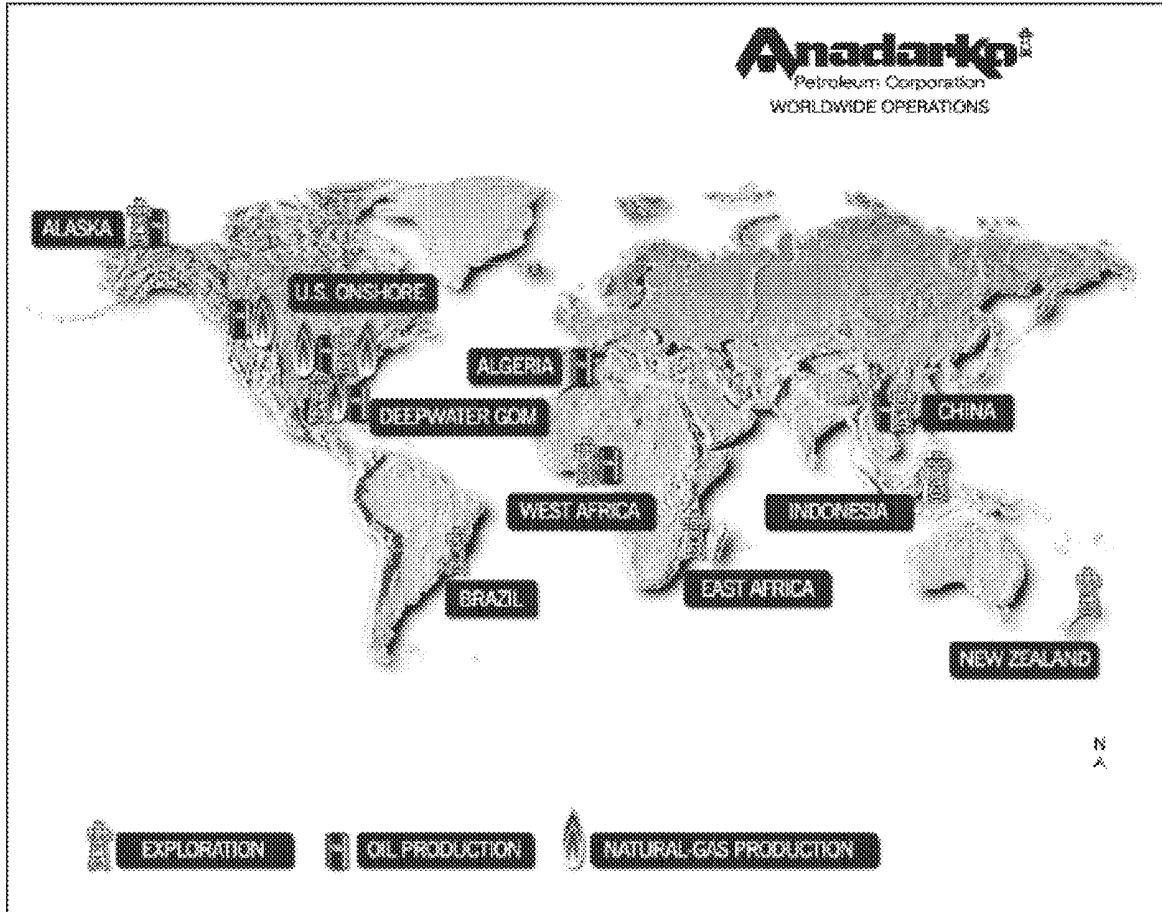 Anadarko
Petroleum Corporation
WORLDWIDE OPERATIONS
ALASKA
U.S. ONSHORE
ALGERIA
DEEPWATER GOM
CHINA
WEST AFRICA
INDONESIA
BRAZIL
EAST AFRICA
NEW ZEALAND
N
EXPLORATION
OIL PRODUCTION
NATURAL GAS PRODUCTION